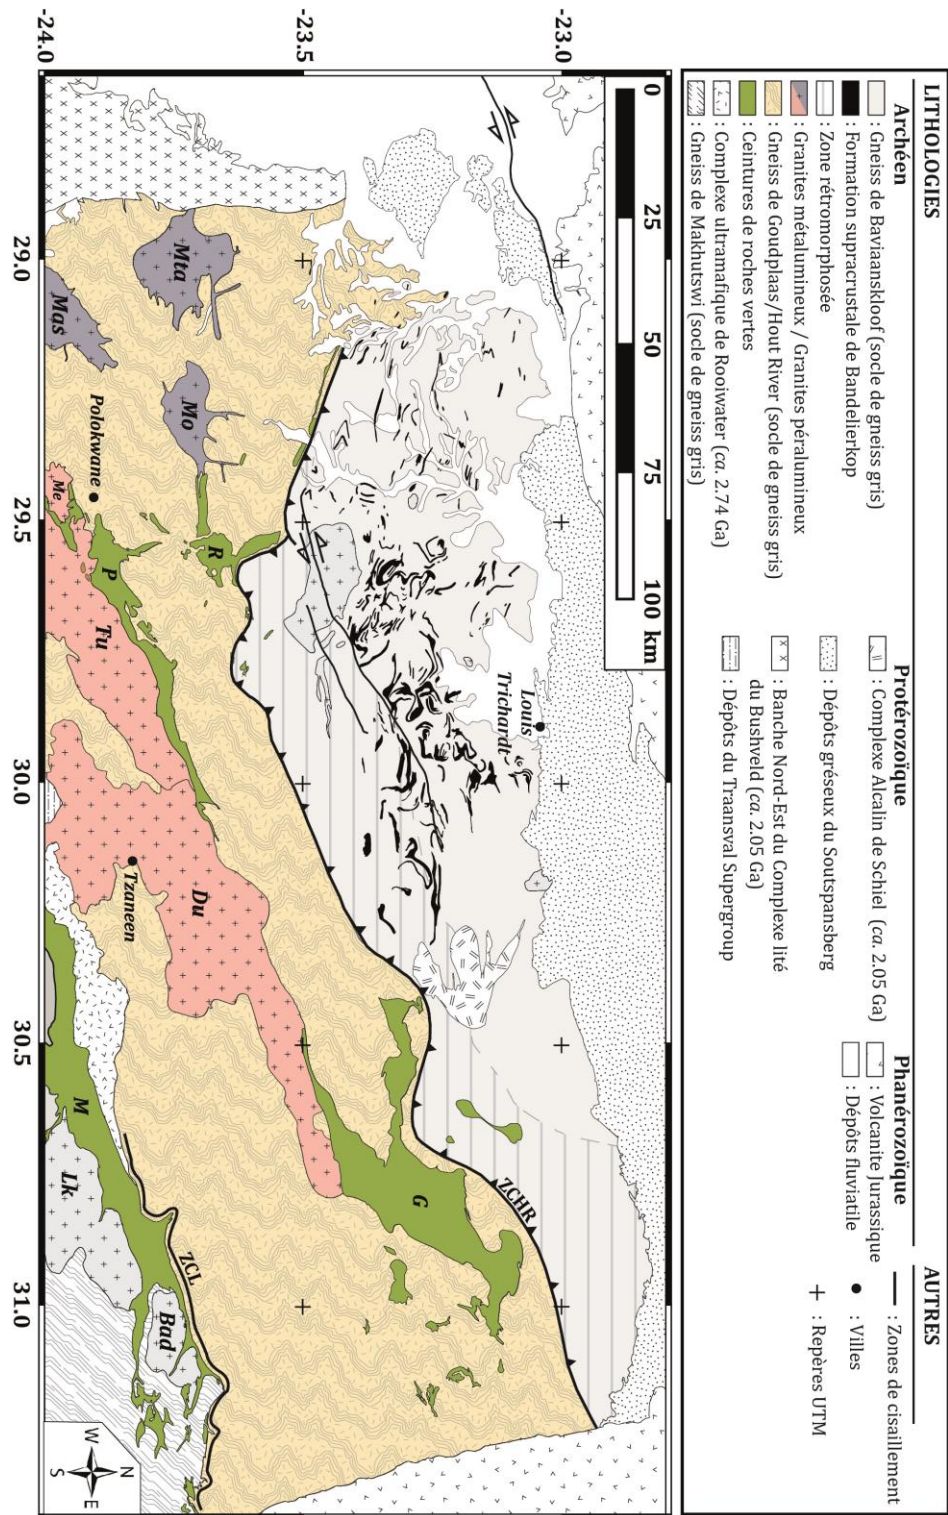 LITHOLOGIES
Archéen
: Gneiss de Baviaanskloof (socle de gneiss gris)
: Formation supracrustale de Bandelierkop
: Zone rétromorphosée
: Granites métalumineux / Granites péralumineux
: Gneiss de Goudplaas/Hout River (socle de gneiss gris)
: Ceintures de roches vertes
: Complexe ultramafique de Rooiwater (ca. 2.74 Ga)
: Gneiss de Makhutswi (socle de gneiss gris)
Protérozoïque
: Complexe Alcalin de Schiel (ca. 2.05 Ga)
: Dépôts gréseux du Soutspansberg
: Banche Nord-Est du Complexe lité
du Bushveld (ca. 2.05 Ga)
: Dépôts du Traansval Supergroup
Phanérozoïque
: Volcanite Jurassique
: Dépôts fluviatile
AUTRES
: Zones de cisaillement
: Villes
: Repères UTM
0 25 50 75 100 km
-23.0
-23.5
-24.0
29.0
29.5
30.0
30.5
31.0
Louis
Trichardt
ZCHR
G
R
Mta
Mo
Mas
Polokwane
Me
P
Tu
Du
Tzaneen
M
Lk
ZCL
Bad
N
W
E
S